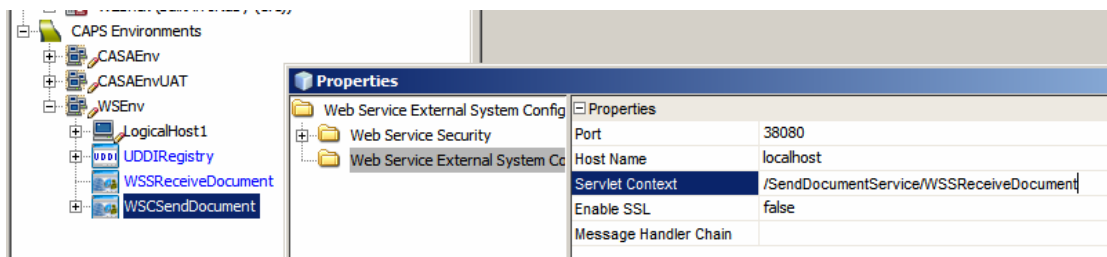 CAPS Environments
CASAEnv
CASAEnvUAT
WSEnv
LogicalHost1
UDDI UDDIRegistry
WSSReceiveDocument
WSCSendDocument
Properties
Web Service External System Config
Web Service Security
Web Service External System Co
Properties
Port 38080
Host Name localhost
Servlet Context /SendDocumentService/WSSReceiveDocument
Enable SSL false
Message Handler Chain